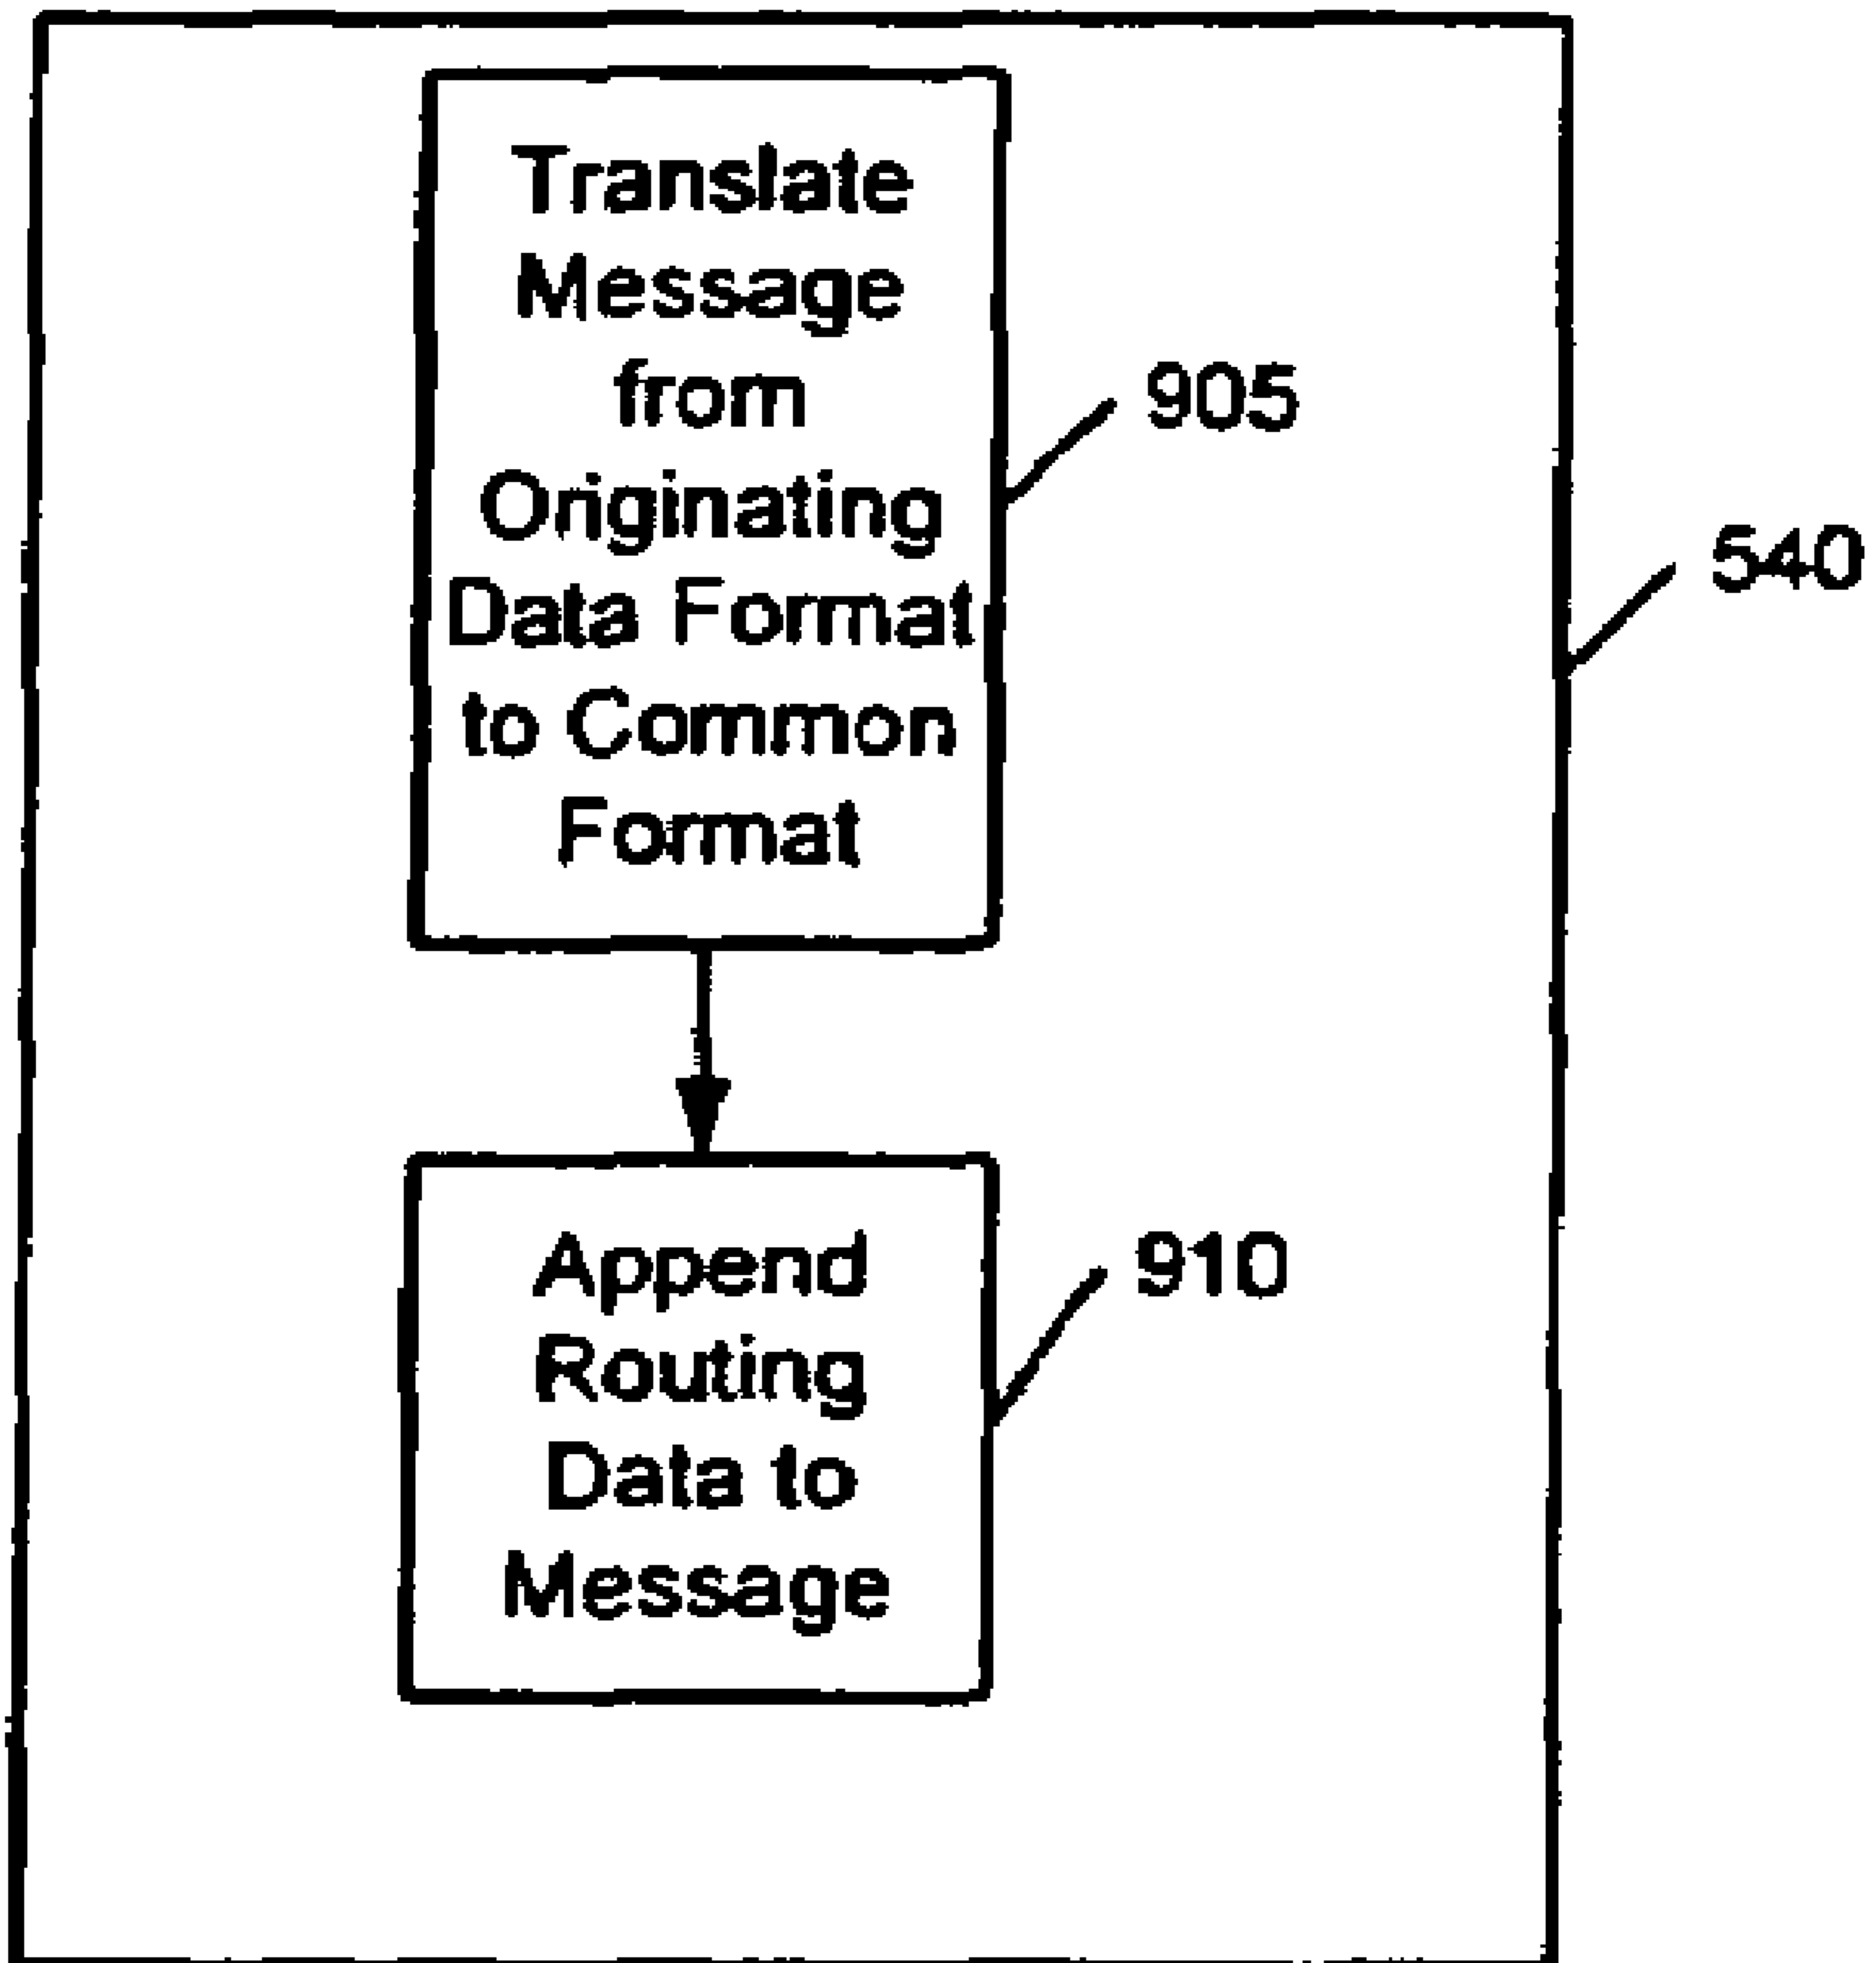 Translate
Message
from
Originating
Data Format
to Common
Format
905
540
Append
Routing
Data to
Message
910